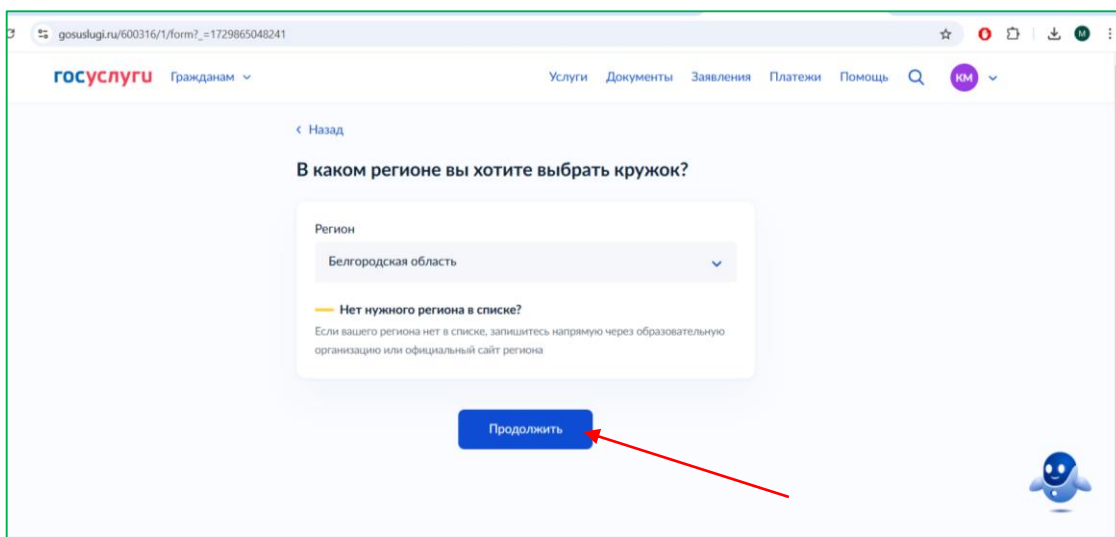 gosuslugi.ru/600316/1/form?_=1729865048241
М
госуслуги Гражданам Услуги Документы Заявления Платежи Помощь КМ
Назад
В каком регионе вы хотите выбрать кружок?
Регион
Белгородская область
Нет нужного региона в списке?
Если вашего региона нет в списке, запишитесь напрямую через образовательную
организацию или официальный сайт региона
Продолжить